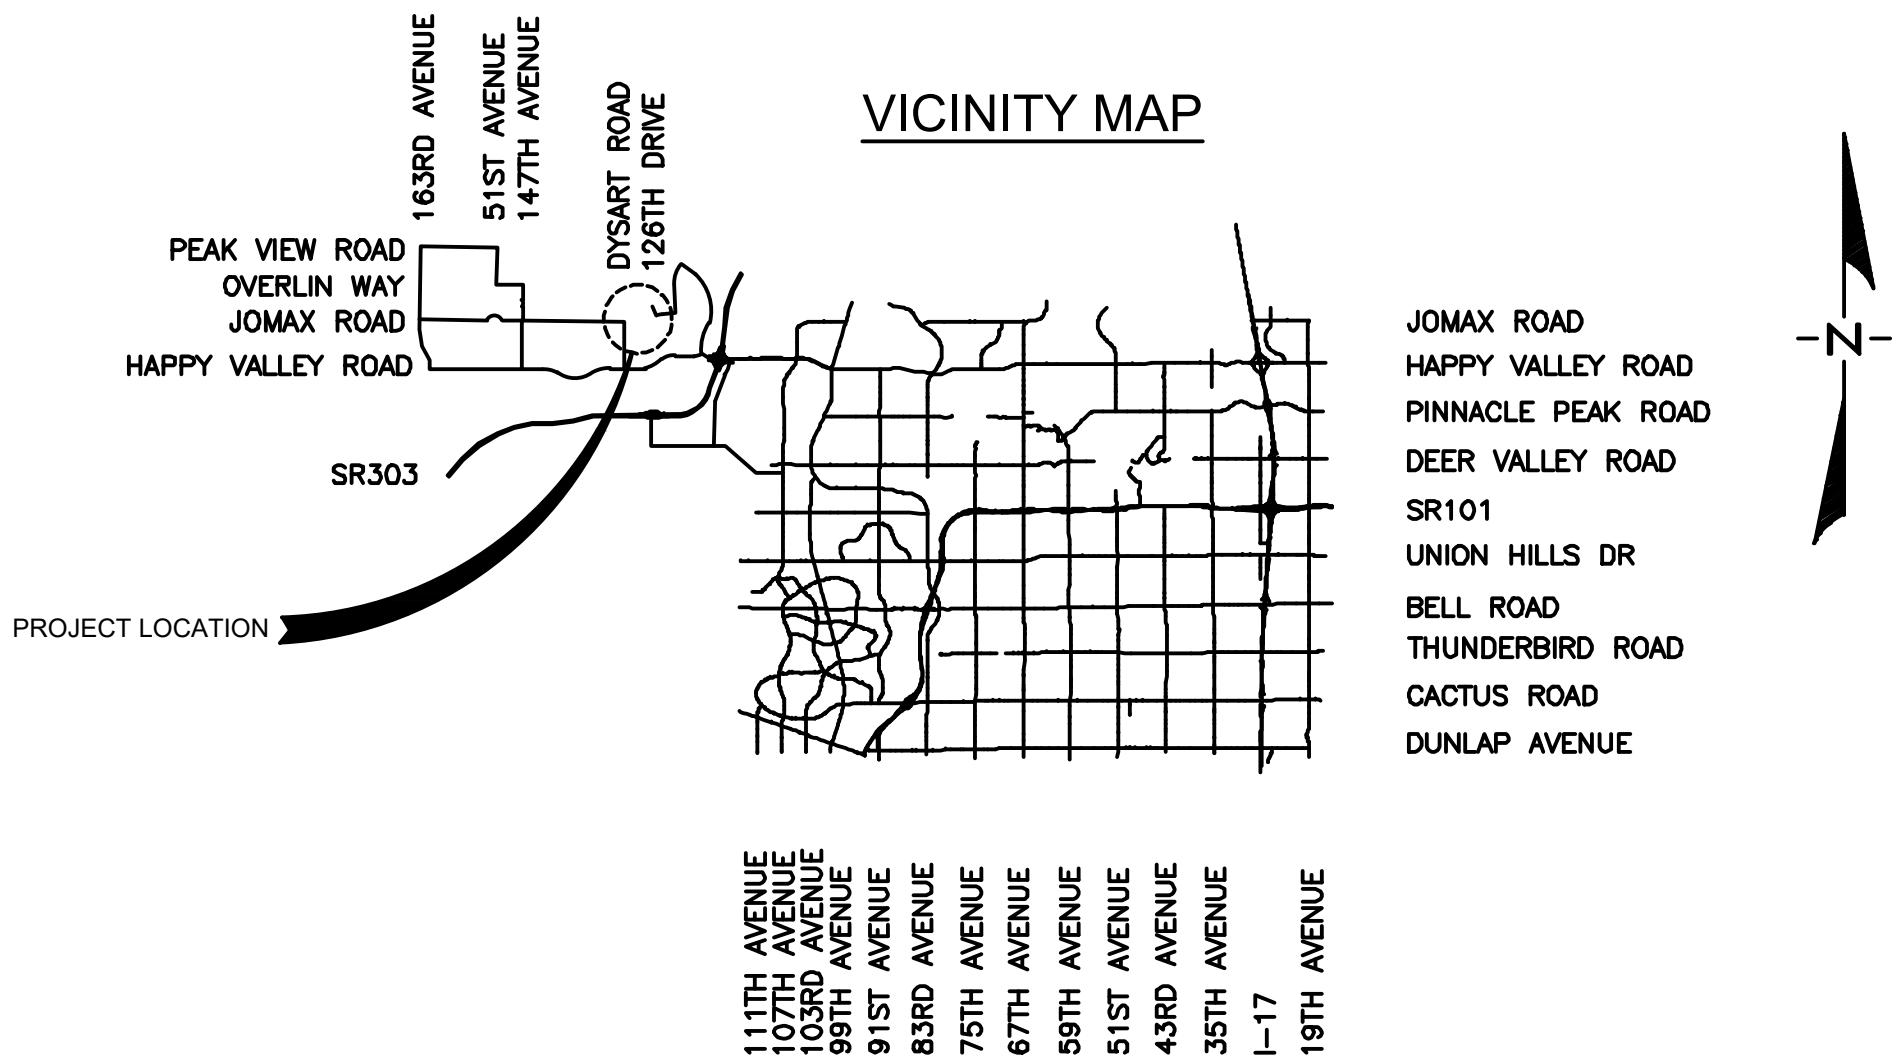 VICINITY MAP
163RD AVENUE
51ST AVENUE
147TH AVENUE
DYSART ROAD
126TH DRIVE
PEAK VIEW ROAD
OVERLIN WAY
JOMAX ROAD
HAPPY VALLEY ROAD
SR303
PROJECT LOCATION
JOMAX ROAD
HAPPY VALLEY ROAD
PINNACLE PEAK ROAD
DEER VALLEY ROAD
SR101
UNION HILLS DR
BELL ROAD
THUNDERBIRD ROAD
CACTUS ROAD
DUNLAP AVENUE
N
111TH AVENUE
107TH AVENUE
103RD AVENUE
99TH AVENUE
91ST AVENUE
83RD AVENUE
75TH AVENUE
67TH AVENUE
59TH AVENUE
51ST AVENUE
43RD AVENUE
35TH AVENUE
I-17
19TH AVENUE